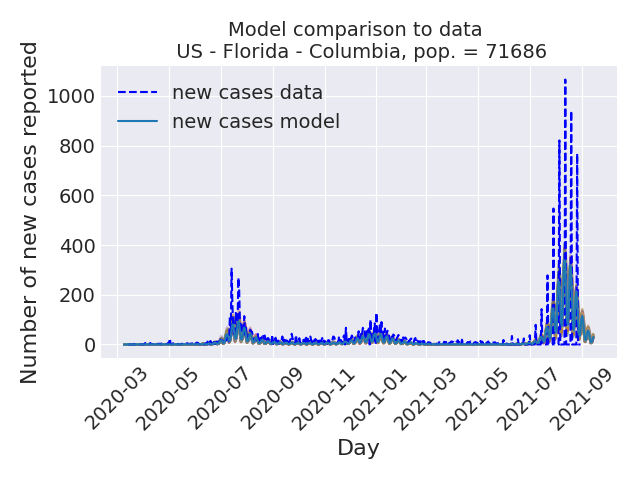 Model comparison to data
US - Florida - Columbia, pop. = 71686
Number of new cases reported
1000
800
600
400
200
0
new cases data
new cases model
2020-03
2020-05
2020-07
2020-09
2020-11
2021-01
2021-03
2021-05
2021-07
2021-09
Day